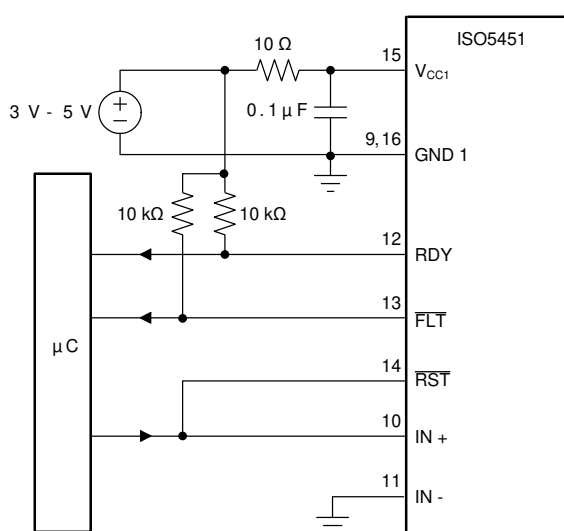 ISO5451
10 Ω
15
VCC1
3 V - 5 V
0.1 µF
9, 16
GND 1
10 kΩ
10 kΩ
12
RDY
13
FLT
µC
14
RST
10
IN +
11
IN -